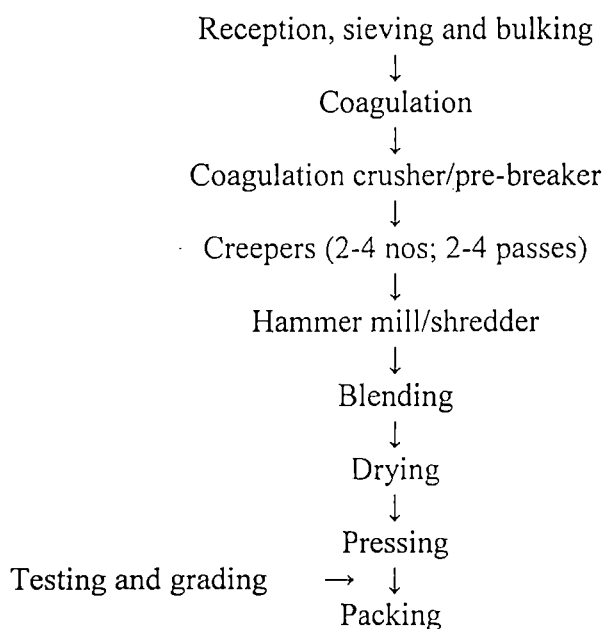 Reception, sieving and bulking
↓
Coagulation
↓
Coagulation crusher/pre-breaker
↓
Creepers (2-4 nos; 2-4 passes)
↓
Hammer mill/shredder
↓
Blending
↓
Drying
↓
Pressing
Testing and grading → ↓
Packing